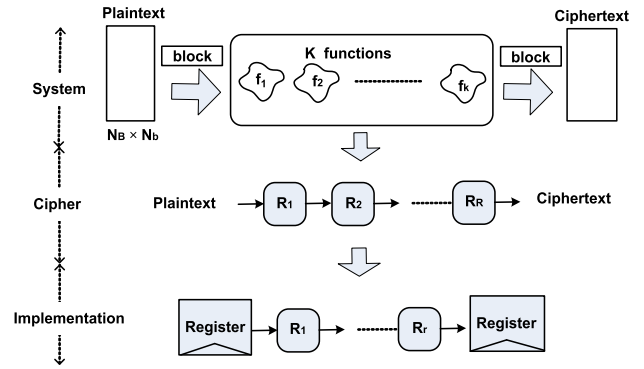 Plaintext
Ciphertext
block
K functions
block
f1
f2
fk
System
NB × Nb
Cipher
Plaintext
R1
R2
RR
Ciphertext
Implementation
Register
R1
Rr
Register